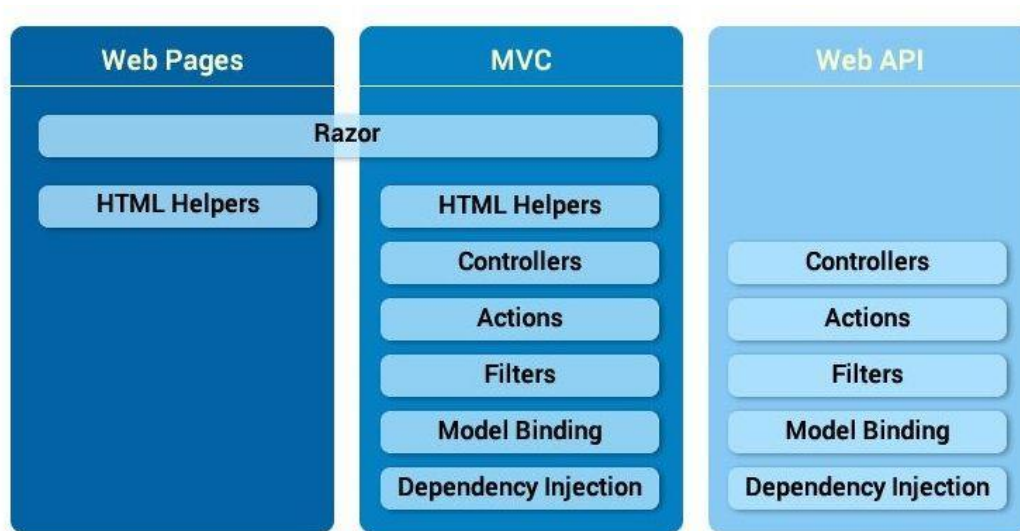 Web Pages
MVC
Web API
Razor
HTML Helpers
HTML Helpers
Controllers
Controllers
Actions
Actions
Filters
Filters
Model Binding
Model Binding
Dependency Injection
Dependency Injection